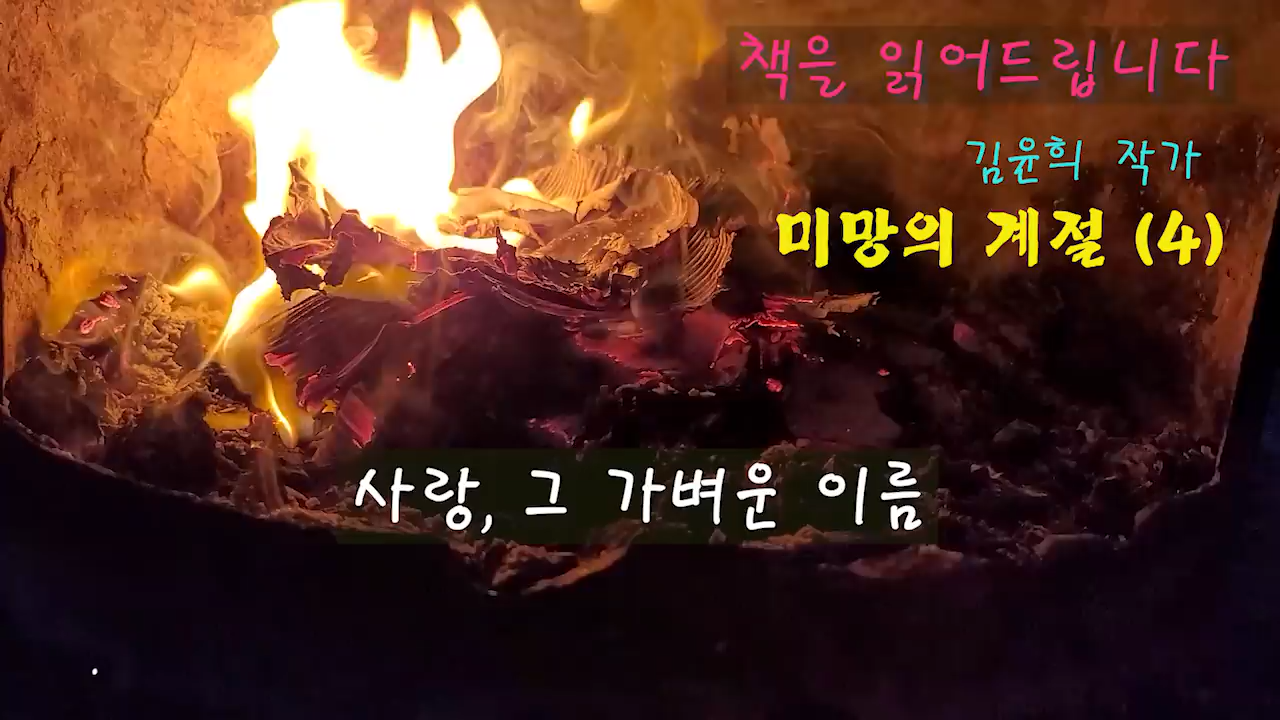 책을 읽어드립니다
김윤희 작가
미망의 계절 (4)
사랑, 그 가벼운 이름